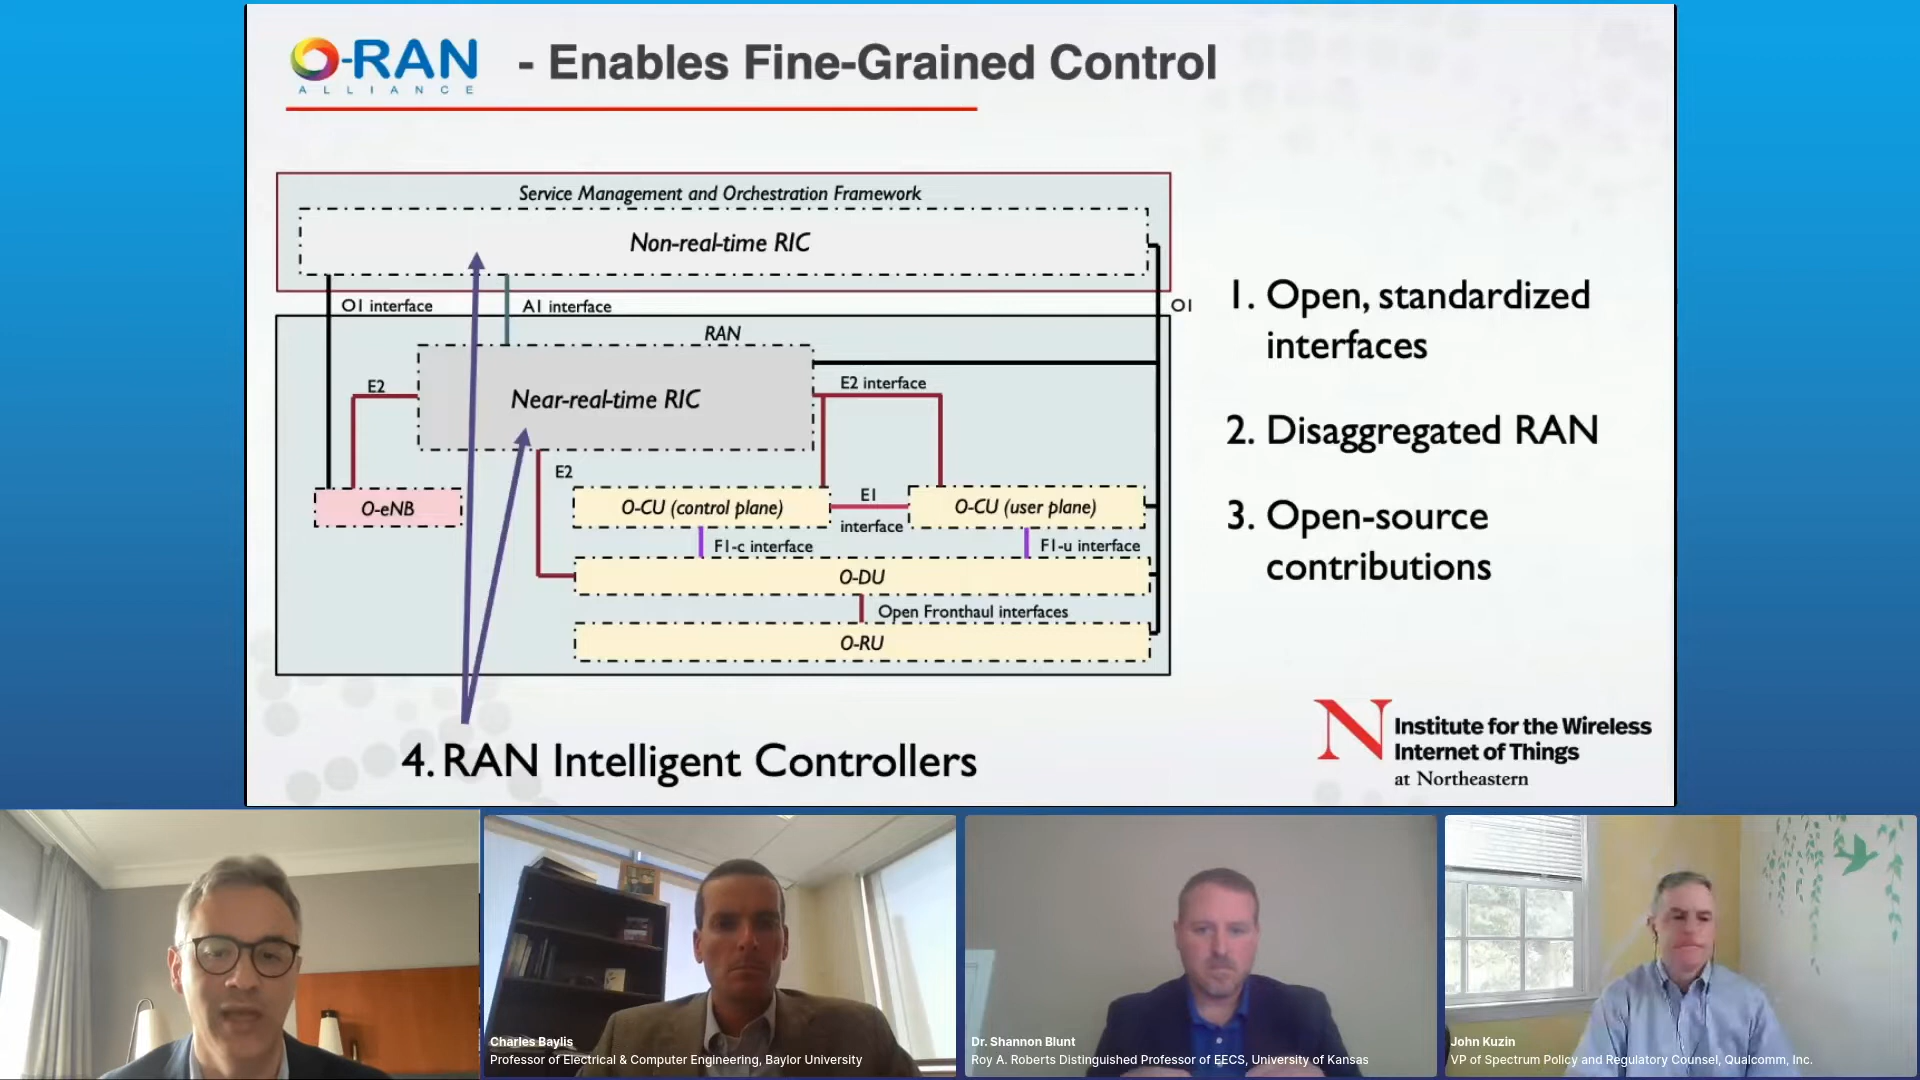 O-RAN
ALLIANCE
- Enables Fine-Grained Control
Service Management and Orchestration Framework
Non-real-time RIC
O1 interface
A1 interface
O1
RAN
Near-real-time RIC
E2
E2 interface
E2
O-eNB
O-CU (control plane)
E1
interface
O-CU (user plane)
F1-c interface
F1-u interface
O-DU
Open Fronthaul interfaces
O-RU
1. Open, standardized
interfaces
2. Disaggregated RAN
3. Open-source
contributions
4. RAN Intelligent Controllers
N
Institute for the Wireless
Internet of Things
at Northeastern
Charles Baylis
Professor of Electrical & Computer Engineering, Baylor University
Dr. Shannon Blunt
Roy A. Roberts Distinguished Professor of EECS, University of Kansas
John Kuzin
VP of Spectrum Policy and Regulatory Counsel, Qualcomm, Inc.